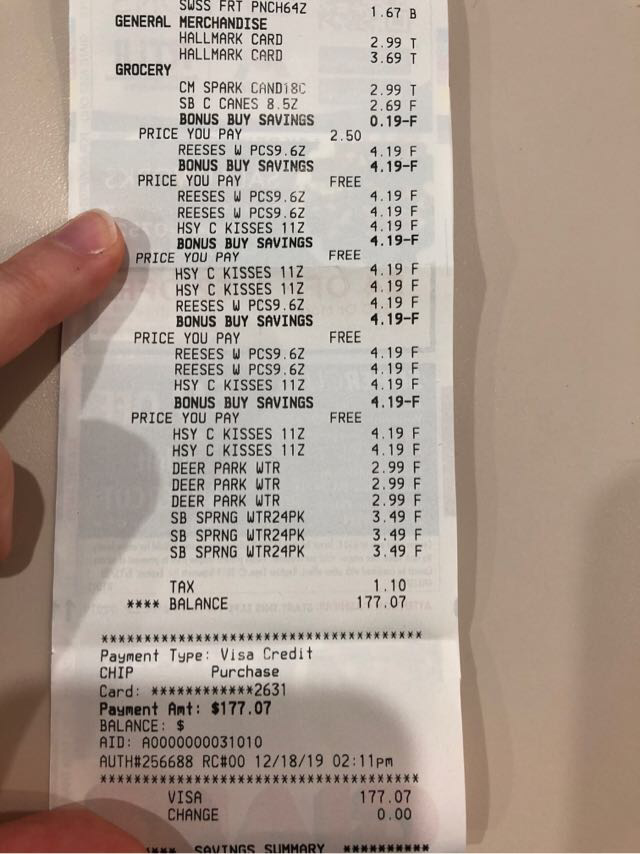 SWSS FRT PNCH64Z 1.67 B
GENERAL MERCHANDISE
HALLMARK CARD 2.99 T
HALLMARK CARD 3.69 T
GROCERY
CM SPARK CAND18C 2.99 T
SB C CANES 8.5Z 2.69 F
BONUS BUY SAVINGS 0.19-F
PRICE YOU PAY 2.50
REESES W PCS9.6Z 4.19 F
BONUS BUY SAVINGS 4.19-F
PRICE YOU PAY FREE
REESES W PCS9.6Z 4.19 F
REESES W PCS9.6Z 4.19 F
HSY C KISSES 11Z 4.19 F
BONUS BUY SAVINGS 4.19-F
PRICE YOU PAY FREE
HSY C KISSES 11Z 4.19 F
HSY C KISSES 11Z 4.19 F
REESES W PCS9.6Z 4.19 F
BONUS BUY SAVINGS 4.19-F
PRICE YOU PAY FREE
REESES W PCS9.6Z 4.19 F
REESES W PCS9.6Z 4.19 F
HSY C KISSES 11Z 4.19 F
BONUS BUY SAVINGS 4.19-F
PRICE YOU PAY FREE
HSY C KISSES 11Z 4.19 F
HSY C KISSES 11Z 4.19 F
DEER PARK WTR 2.99 F
DEER PARK WTR 2.99 F
DEER PARK WTR 2.99 F
SB SPRNG WTR24PK 3.49 F
SB SPRNG WTR24PK 3.49 F
SB SPRNG WTR24PK 3.49 F
TAX 1.10
**** BALANCE 177.07
************************************
Payment Type: Visa Credit
CHIP Purchase
Card: ************2631
Payment Amt: $177.07
BALANCE: $
AID: A0000000031010
AUTH#256688 RC#00 12/18/19 02:11pm
************************************
VISA 177.07
CHANGE 0.00
**** SAVINGS SUMMARY **********